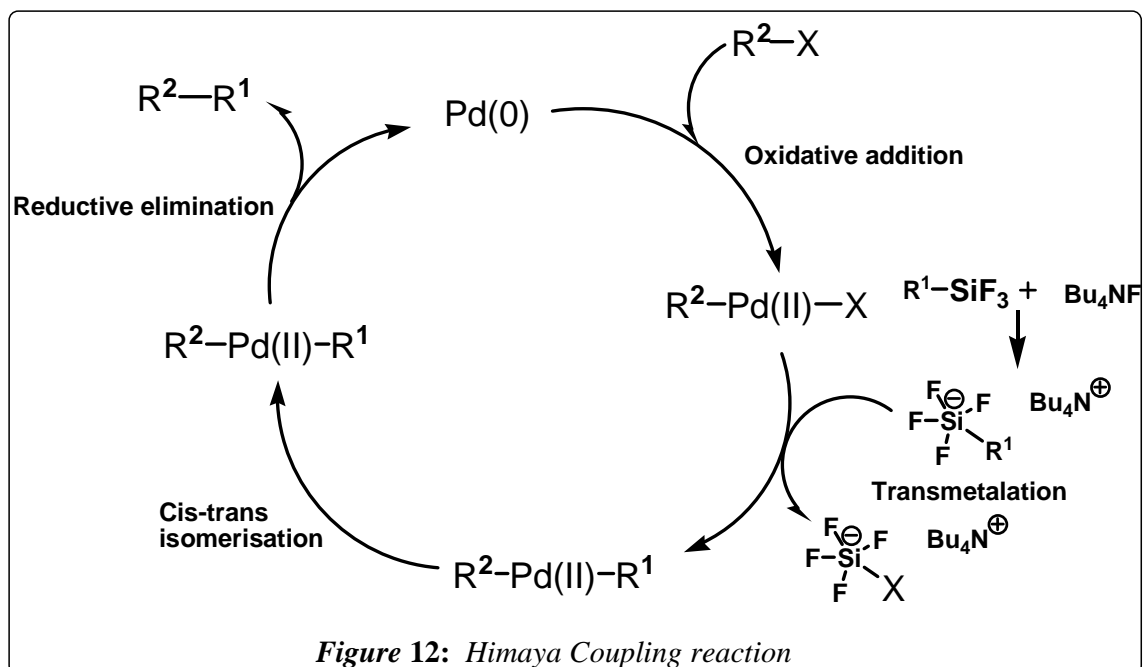 R²—X
R²—R¹
Pd(0)
Oxidative addition
Reductive elimination
R²—Pd(II)—X
R¹—SiF₃ + Bu₄NF
R²—Pd(II)—R¹
F ⊖ F
F—Si—F
F R¹
Bu₄N⊕
Transmetalation
Cis-trans
isomerisation
F ⊖ F
F—Si—F
F X
Bu₄N⊕
R²—Pd(II)—R¹
Figure 12: Himaya Coupling reaction